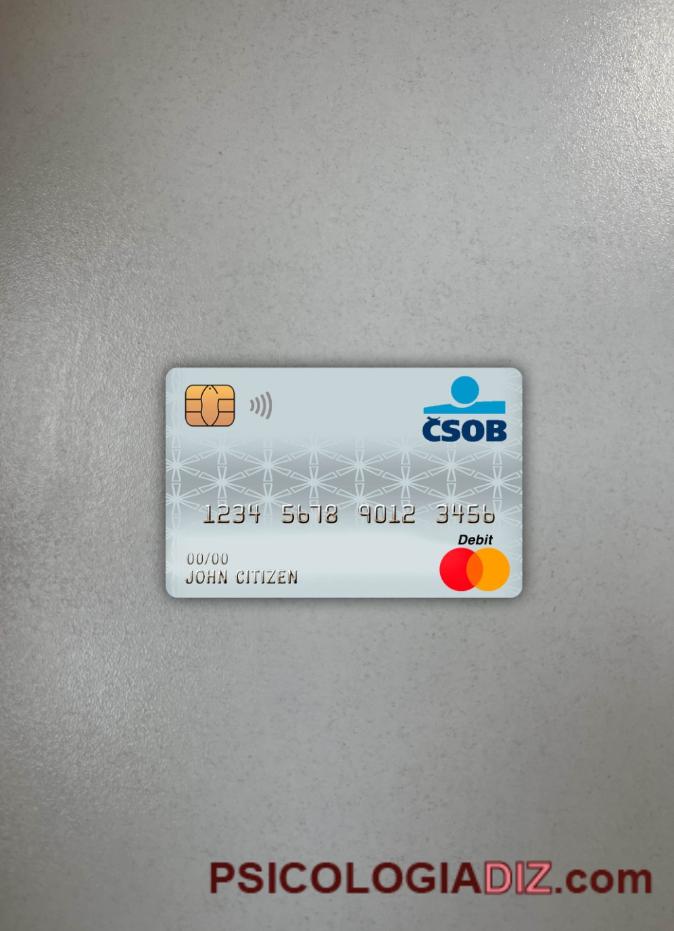 ČSOB
1234 5678 9012 3456
Debit
00/00
JOHN CITIZEN
PSICOLOGIADIZ.com